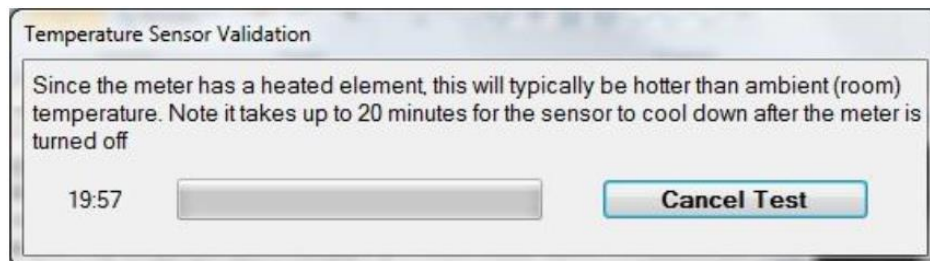 Temperature Sensor Validation
Since the meter has a heated element, this will typically be hotter than ambient (room)
temperature. Note it takes up to 20 minutes for the sensor to cool down after the meter is
turned off
19:57
Cancel Test